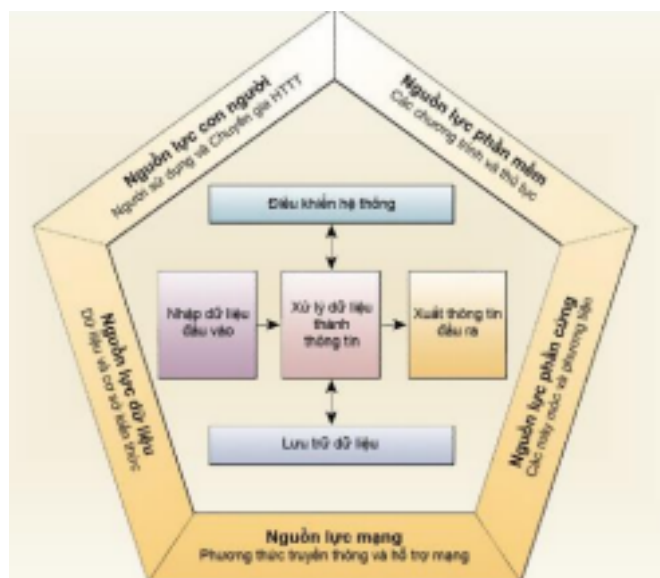 Nguồn lực con người
Người sử dụng và Chuyên gia HTTT
Nguồn lực phần mềm
Các chương trình và thủ tục
Điều khiển hệ thống
Nhập dữ liệu
đầu vào
Xử lý dữ liệu
thành
thông tin
Xuất thông tin
đầu ra
Lưu trữ dữ liệu
Nguồn lực dữ liệu
Dữ liệu và cơ sở kiến thức
Nguồn lực phần cứng
Các máy móc và phương tiện
Nguồn lực mạng
Phương thức truyền thông và hỗ trợ mạng